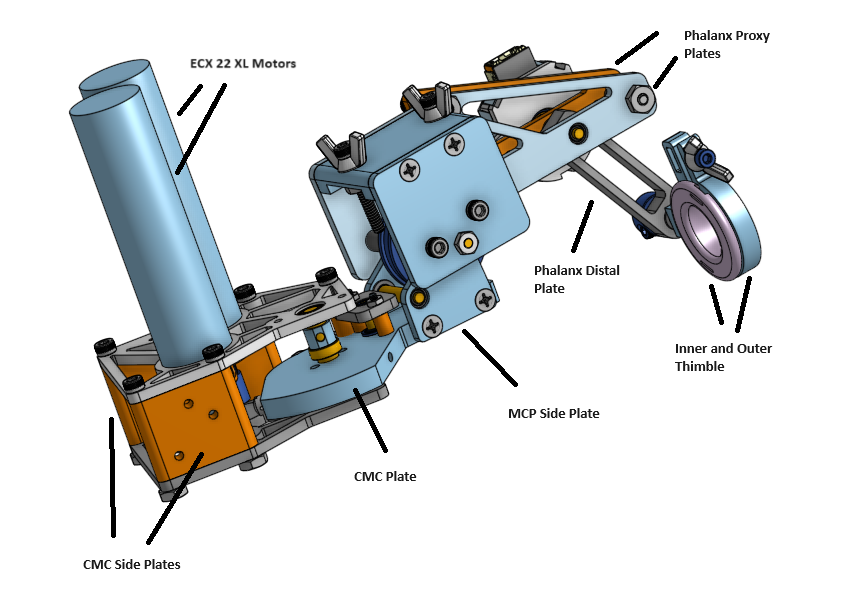 ECX 22 XL Motors
Phalanx Proxy
Plates
Phalanx Distal
Plate
Inner and Outer
Thimble
MCP Side Plate
CMC Plate
CMC Side Plates